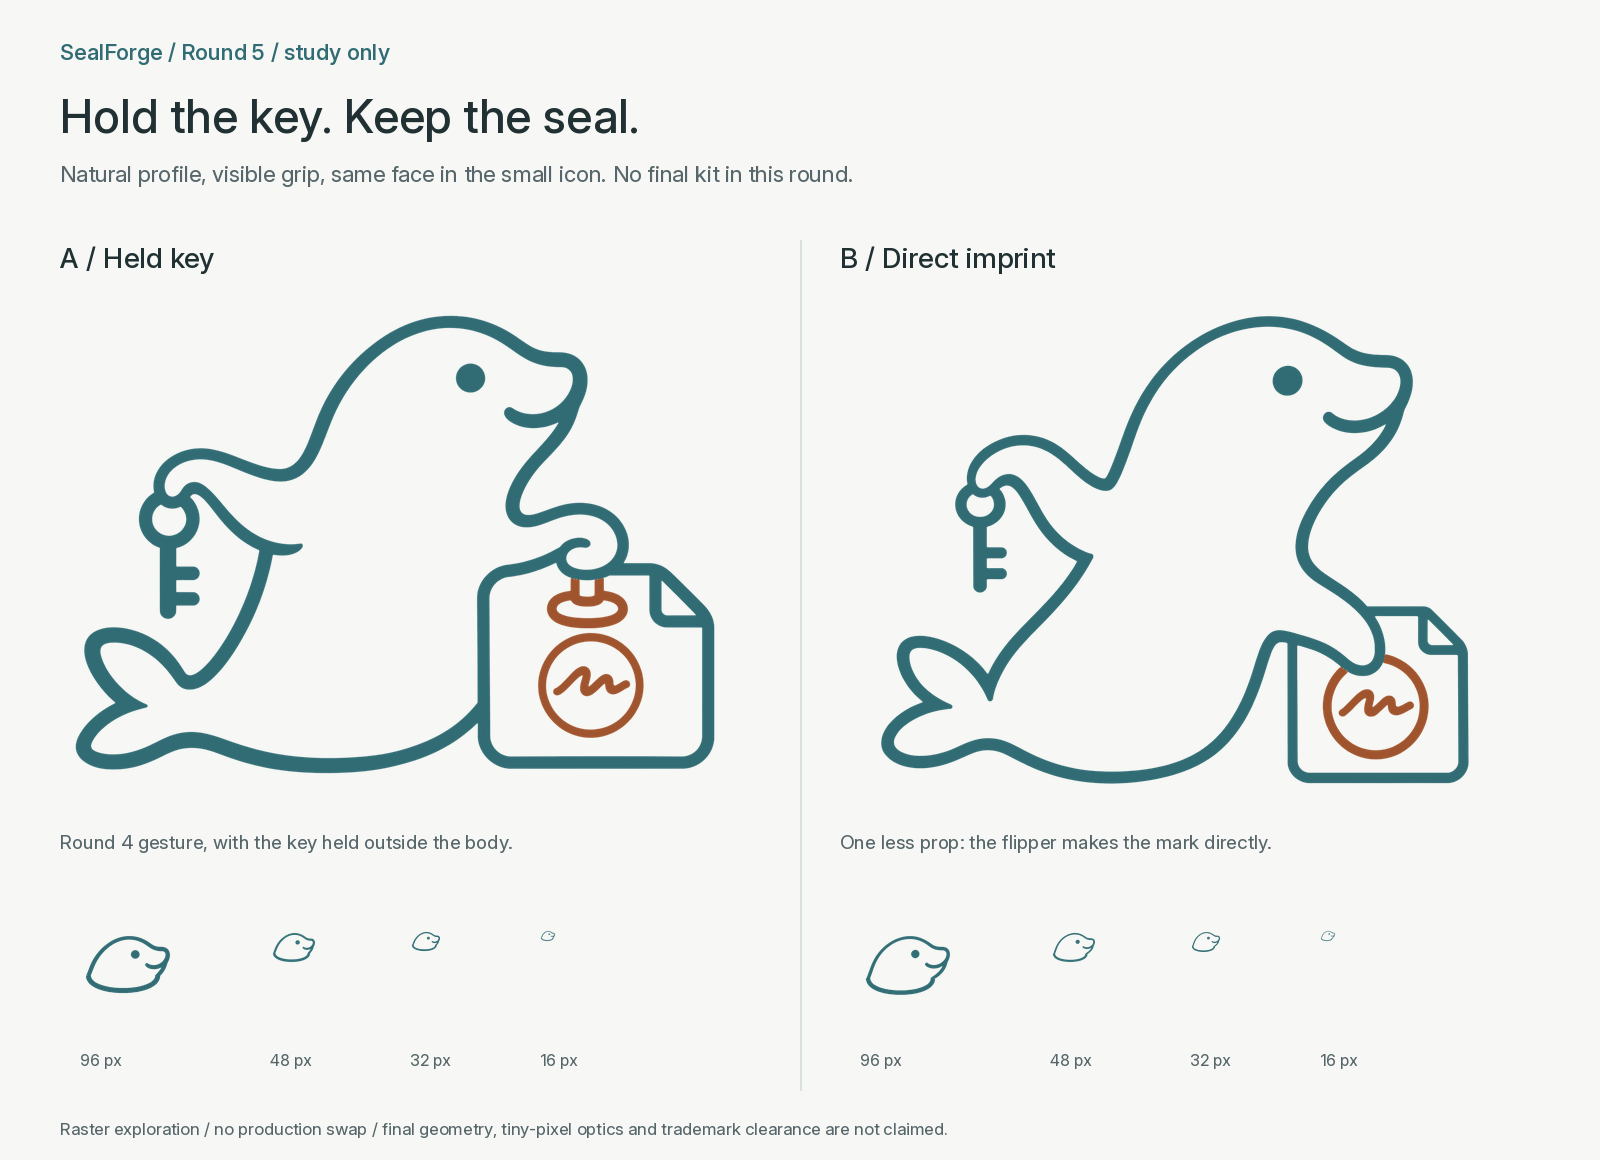 SealForge / Round 5 / study only
Hold the key. Keep the seal.
Natural profile, visible grip, same face in the small icon. No final kit in this round.
A / Held key
B / Direct imprint
Round 4 gesture, with the key held outside the body.
One less prop: the flipper makes the mark directly.
96 px 48 px 32 px 16 px
96 px 48 px 32 px 16 px
Raster exploration / no production swap / final geometry, tiny-pixel optics and trademark clearance are not claimed.